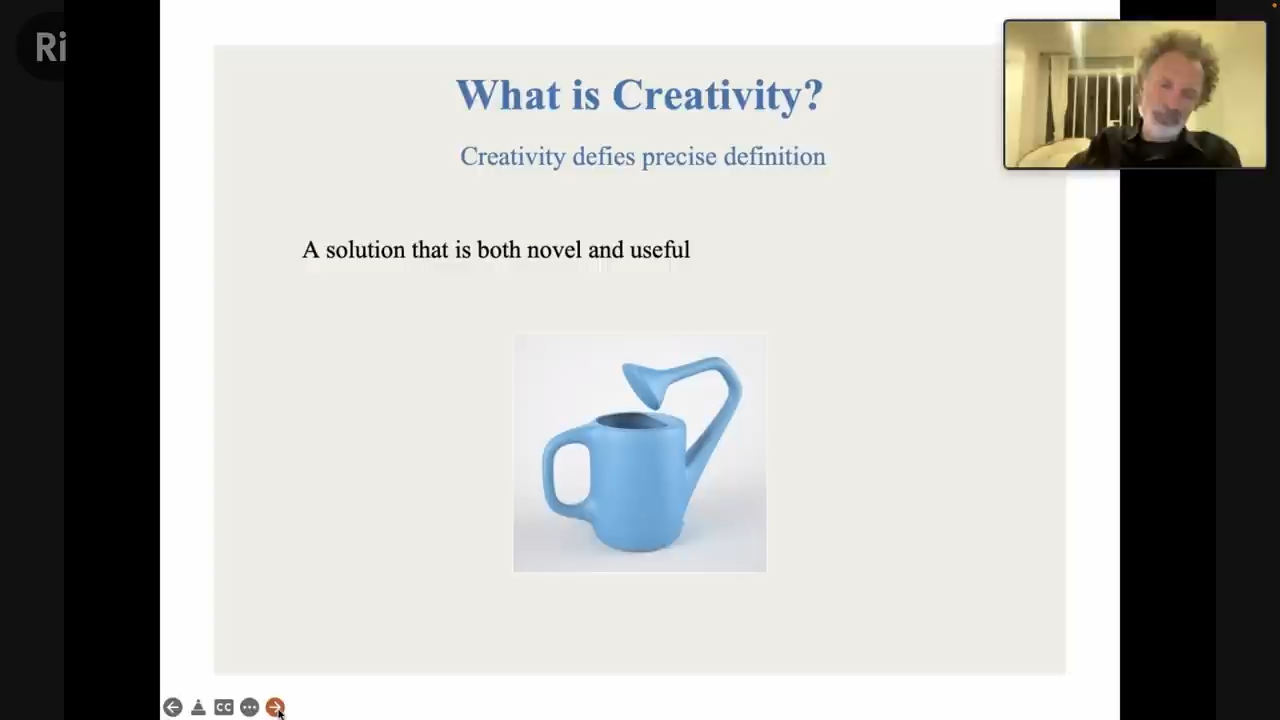 Ri
What is Creativity?
Creativity defies precise definition
A solution that is both novel and useful
CC